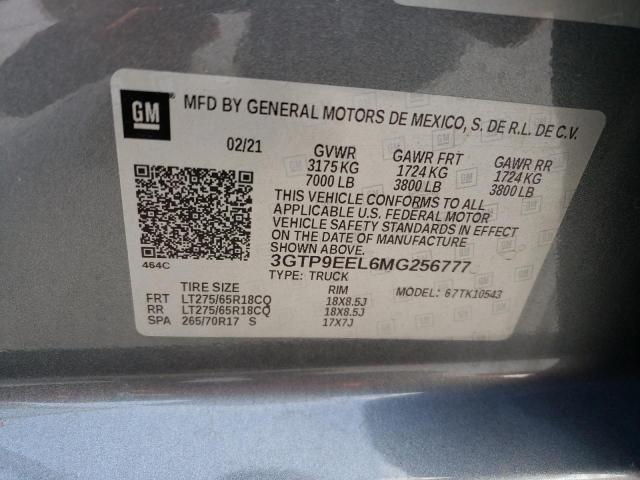 GM MFD BY GENERAL MOTORS DE MEXICO, S. DE R.L. DE C.V.
02/21 GVWR GAWR FRT GAWR RR
3175 KG 1724 KG 1724 KG
7000 LB 3800 LB 3800 LB
THIS VEHICLE CONFORMS TO ALL
APPLICABLE U.S. FEDERAL MOTOR
VEHICLE SAFETY STANDARDS IN EFFECT
ON THE DATE OF MANUFACTURE
SHOWN ABOVE.
464C 3GTP9EEL6MG256777
TYPE: TRUCK MODEL: 67TK10543
TIRE SIZE RIM
FRT LT275/65R18CQ 18X8.5J
RR LT275/65R18CQ 18X8.5J
SPA 265/70R17 S 17X7J